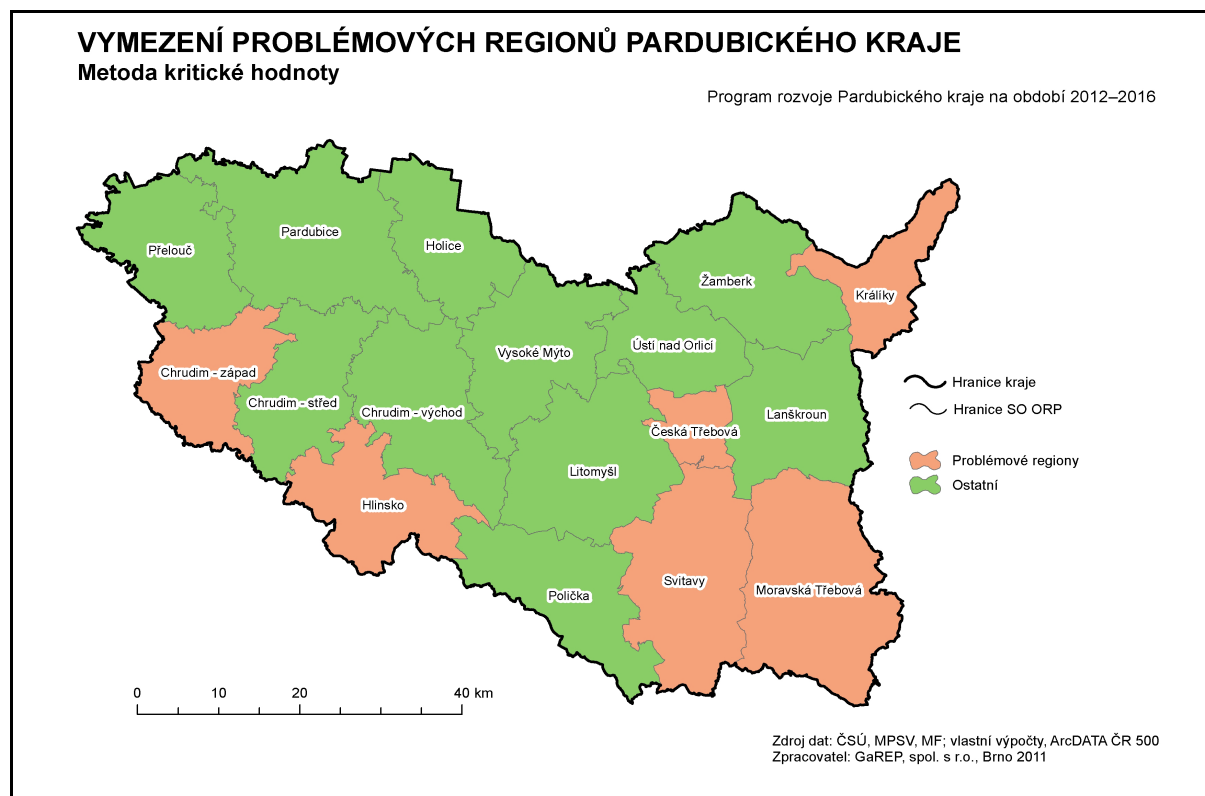 VYMEZENÍ PROBLÉMOVÝCH REGIONŮ PARDUBICKÉHO KRAJE
Metoda kritické hodnoty
Program rozvoje Pardubického kraje na období 2012–2016
Přelouč
Pardubice
Holice
Žamberk
Králíky
Vysoké Mýto
Ústí nad Orlicí
Chrudim - západ
Chrudim - střed
Chrudim - východ
Česká Třebová
Lanškroun
Litomyšl
Hlinsko
Polička
Svitavy
Moravská Třebová
Hranice kraje
Hranice SO ORP
Problémové regiony
Ostatní
0 10 20 40 km
Zdroj dat: ČSÚ, MPSV, MF; vlastní výpočty, ArcDATA ČR 500
Zpracovatel: GaREP, spol. s r.o., Brno 2011